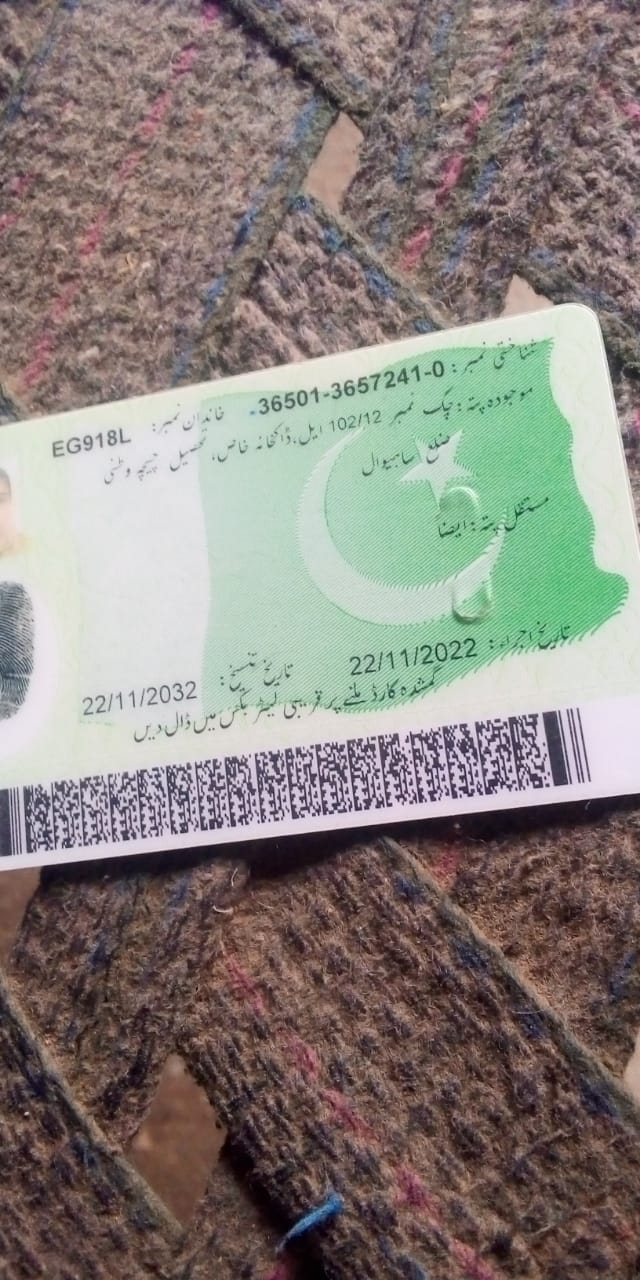 شناختی نمبر: 36501-3657241-0 خاندان نمبر: EG918L
موجودہ پتہ: چک نمبر 102/12 ایل، ڈاکخانہ خاص، تحصیل چیچہ وطنی
ضلع ساہیوال
مستقل پتہ: ایضاً
تاریخ اجراء: 22/11/2022 تاریخ تنسیخ: 22/11/2032
گمشدہ کارڈ ملنے پر قریبی لیٹر بکس میں ڈال دیں